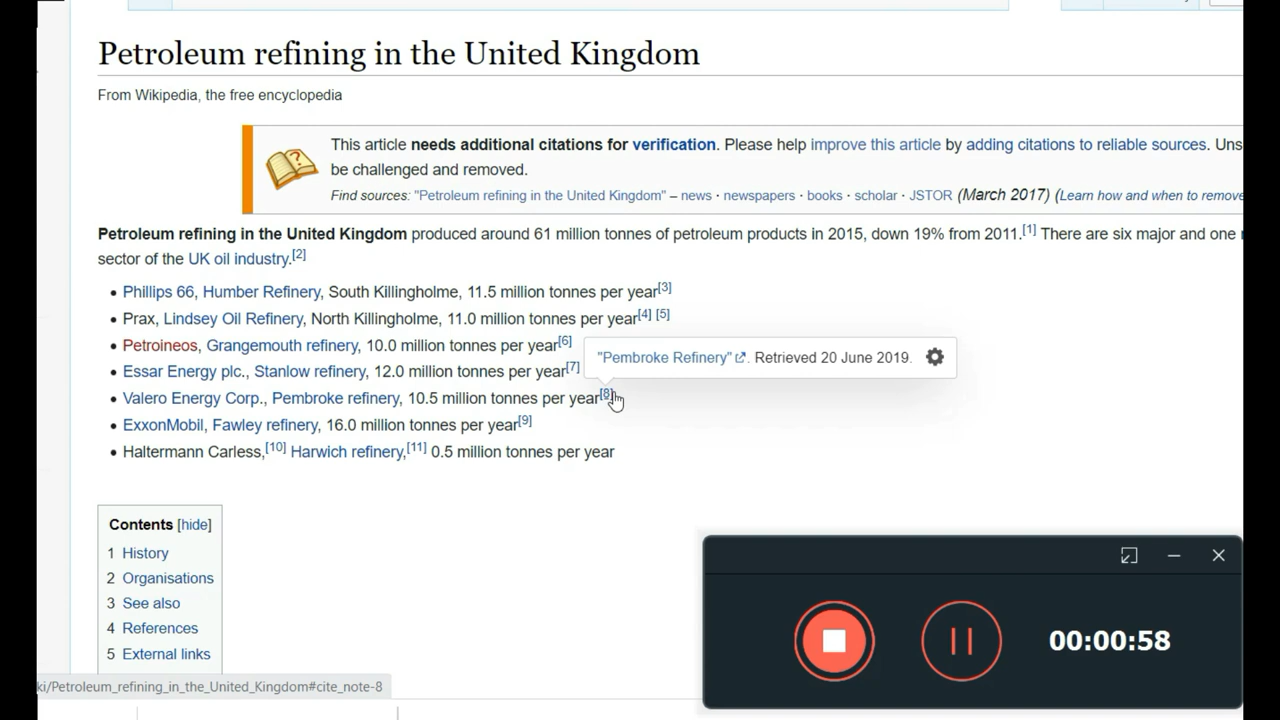 Petroleum refining in the United Kingdom
From Wikipedia, the free encyclopedia
This article needs additional citations for verification. Please help improve this article by adding citations to reliable sources. Uns
be challenged and removed.
Find sources: "Petroleum refining in the United Kingdom" – news · newspapers · books · scholar · JSTOR (March 2017) (Learn how and when to remove
Petroleum refining in the United Kingdom produced around 61 million tonnes of petroleum products in 2015, down 19% from 2011.[1] There are six major and one
sector of the UK oil industry.[2]
• Phillips 66, Humber Refinery, South Killingholme, 11.5 million tonnes per year[3]
• Prax, Lindsey Oil Refinery, North Killingholme, 11.0 million tonnes per year[4] [5]
• Petroineos, Grangemouth refinery, 10.0 million tonnes per year[6]
"Pembroke Refinery". Retrieved 20 June 2019.
• Essar Energy plc., Stanlow refinery, 12.0 million tonnes per year[7]
• Valero Energy Corp., Pembroke refinery, 10.5 million tonnes per year[8]
• ExxonMobil, Fawley refinery, 16.0 million tonnes per year[9]
• Haltermann Carless,[10] Harwich refinery,[11] 0.5 million tonnes per year
Contents [hide]
1 History
2 Organisations
3 See also
4 References
5 External links
00:00:58
ki/Petroleum_refining_in_the_United_Kingdom#cite_note-8